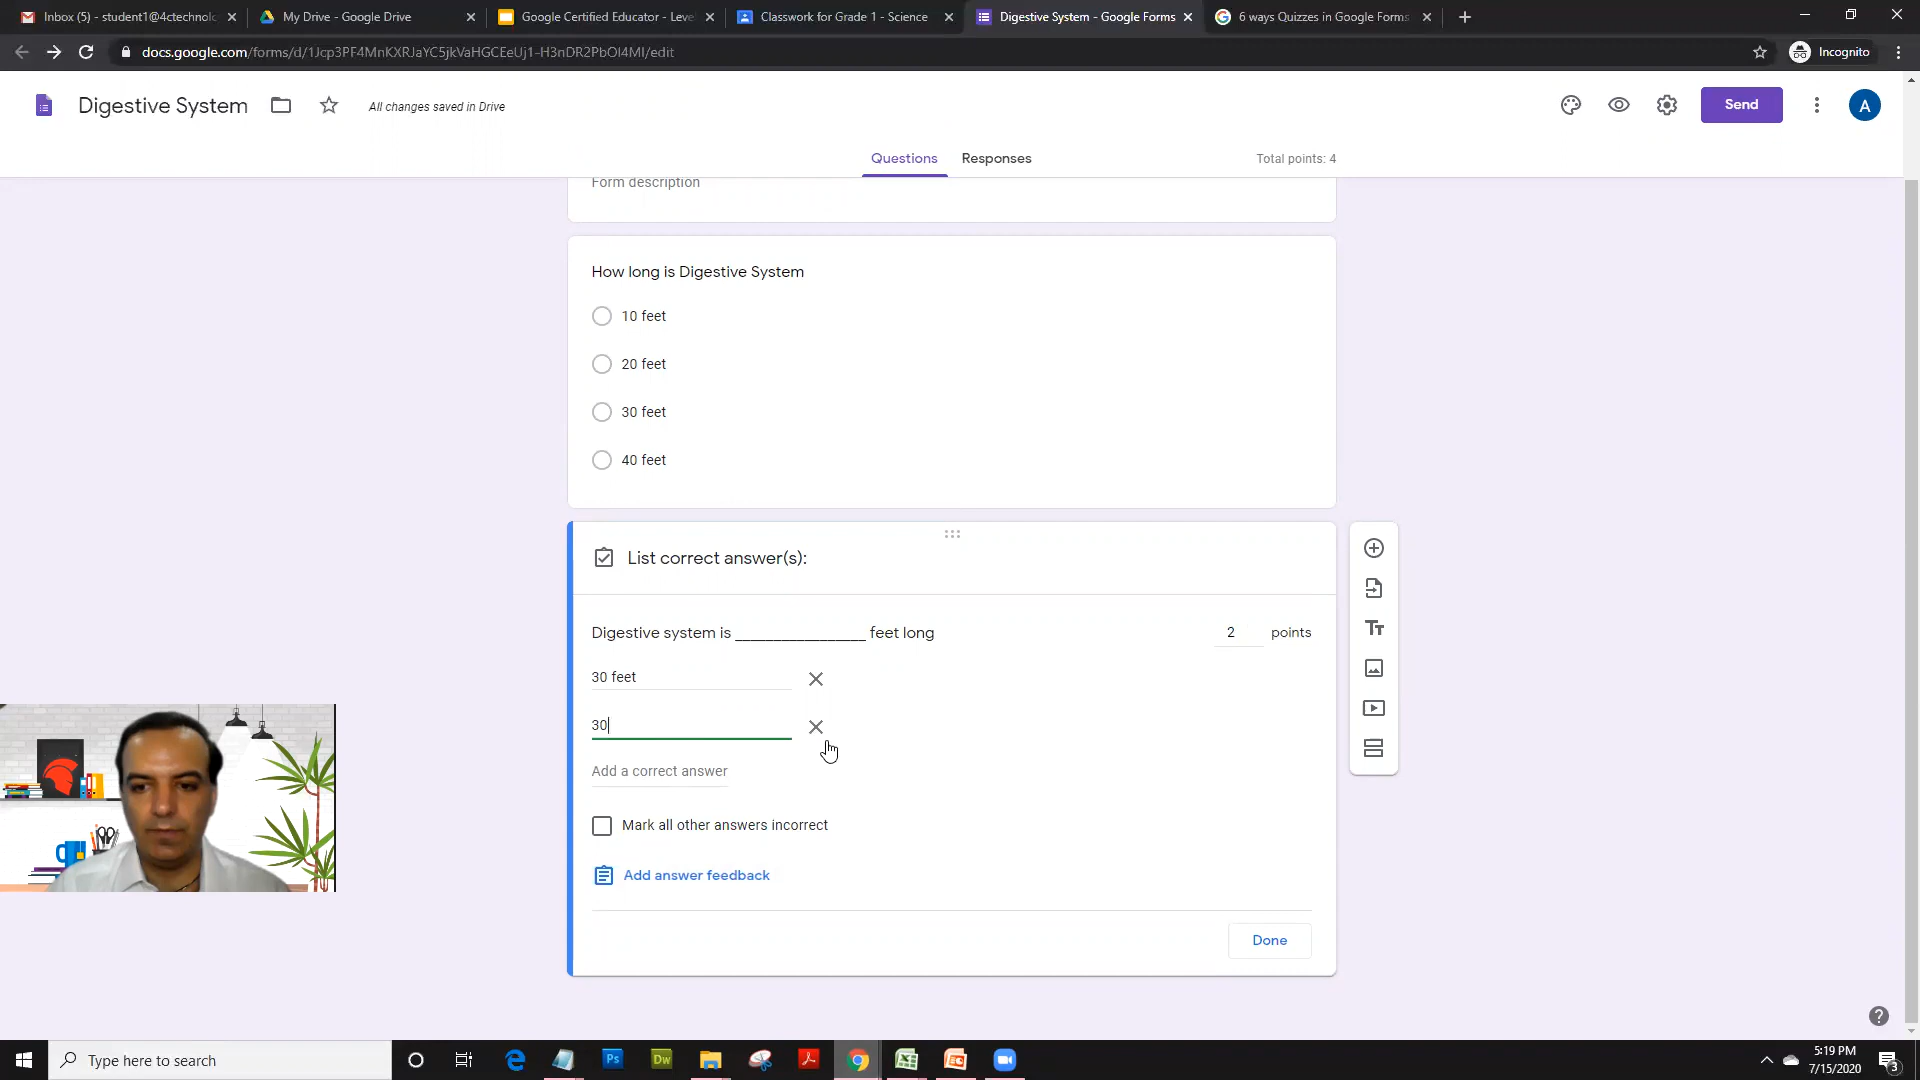 Inbox (5) - student1@4ctechnolo
My Drive - Google Drive
Google Certified Educator - Leve
Classwork for Grade 1 - Science
Digestive System - Google Forms
6 ways Quizzes in Google Forms
docs.google.com/forms/d/1Jcp3PF4MnKXRJaYC5jkVaHGCEeUj1-H3nDR2PbOI4MI/edit
Incognito
Digestive System
All changes saved in Drive
Send
A
Questions
Responses
Total points: 4
Form description
How long is Digestive System
10 feet
20 feet
30 feet
40 feet
List correct answer(s):
Digestive system is _________________ feet long
2 points
30 feet
30
Add a correct answer
Mark all other answers incorrect
Add answer feedback
Done
Type here to search
Ps
Dw
5:19 PM
7/15/2020
3